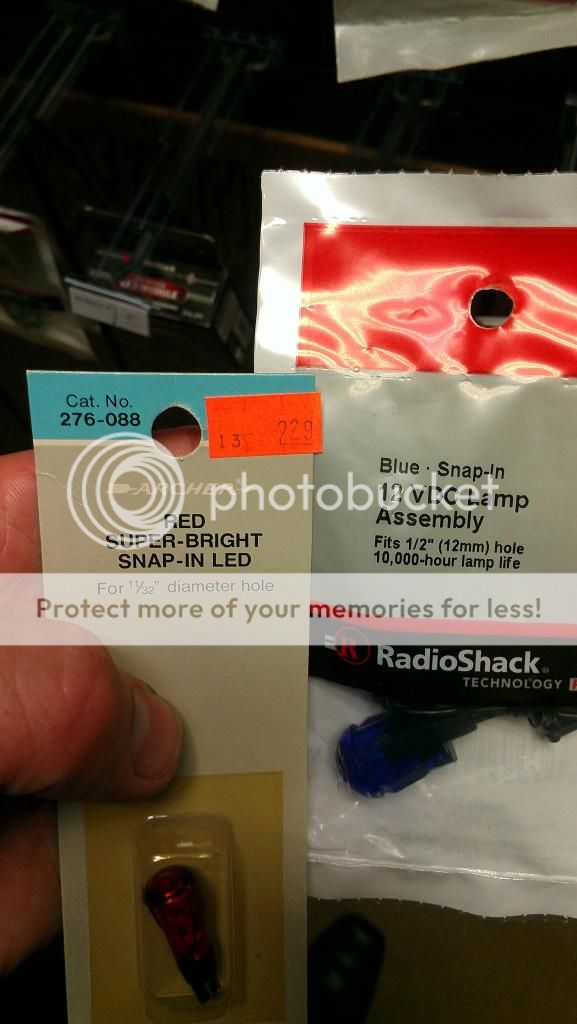 Cat. No.
276-088
13 229
ARCHER
RED
SUPER-BRIGHT
SNAP-IN LED
For 11/32" diameter hole
Blue · Snap-In
12 VDC Lamp
Assembly
Fits 1/2" (12mm) hole
10,000-hour lamp life
R RadioShack®
TECHNOLOGY
photobucket
Protect more of your memories for less!